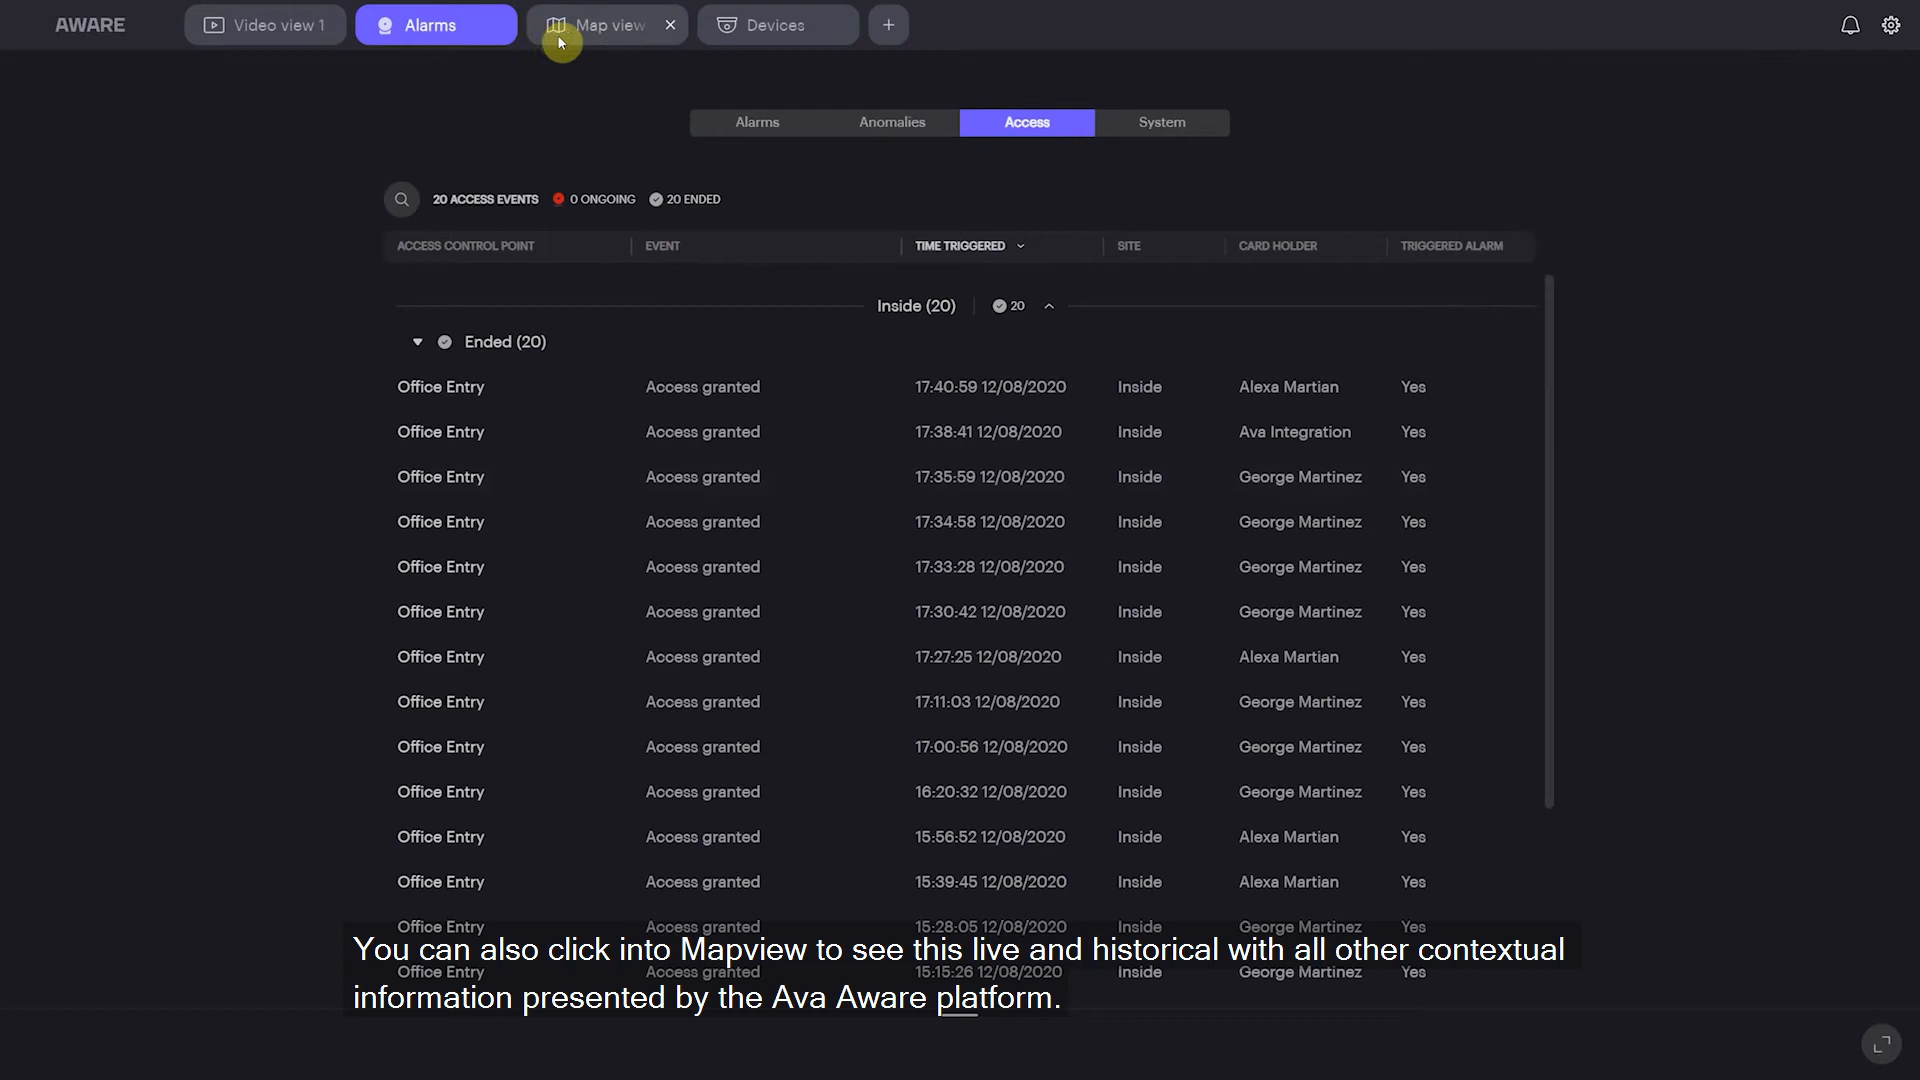 AWARE Video view 1 Alarms Map view Devices
Alarms Anomalies Access System
20 ACCESS EVENTS 0 ONGOING 20 ENDED
ACCESS CONTROL POINT EVENT TIME TRIGGERED SITE CARD HOLDER TRIGGERED ALARM
Inside (20) 20
Ended (20)
Office Entry Access granted 17:40:59 12/08/2020 Inside Alexa Martian Yes
Office Entry Access granted 17:38:41 12/08/2020 Inside Ava Integration Yes
Office Entry Access granted 17:35:59 12/08/2020 Inside George Martinez Yes
Office Entry Access granted 17:34:58 12/08/2020 Inside George Martinez Yes
Office Entry Access granted 17:33:28 12/08/2020 Inside George Martinez Yes
Office Entry Access granted 17:30:42 12/08/2020 Inside George Martinez Yes
Office Entry Access granted 17:27:25 12/08/2020 Inside Alexa Martian Yes
Office Entry Access granted 17:11:03 12/08/2020 Inside George Martinez Yes
Office Entry Access granted 17:00:56 12/08/2020 Inside George Martinez Yes
Office Entry Access granted 16:20:32 12/08/2020 Inside George Martinez Yes
Office Entry Access granted 15:56:52 12/08/2020 Inside Alexa Martian Yes
Office Entry Access granted 15:39:45 12/08/2020 Inside Alexa Martian Yes
Office Entry Access granted 15:28:05 12/08/2020 Inside George Martinez Yes
You can also click into Mapview to see this live and historical with all other contextual
Office Entry Access granted 15:15:26 12/08/2020 Inside George Martinez Yes
information presented by the Ava Aware platform.